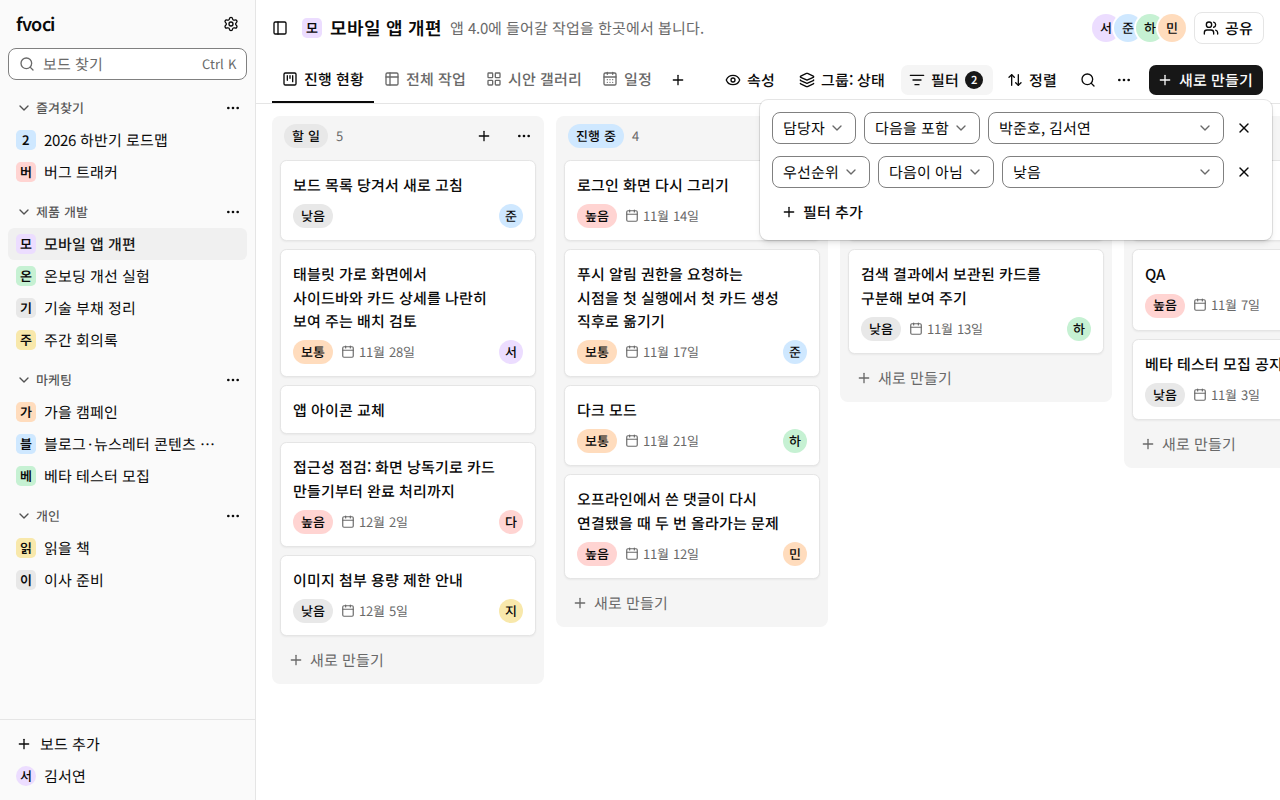 fvoci
보드 찾기
Ctrl K
즐겨찾기
2 2026 하반기 로드맵
버 버그 트래커
제품 개발
모 모바일 앱 개편
온 온보딩 개선 실험
기 기술 부채 정리
주 주간 회의록
마케팅
가 가을 캠페인
블 블로그·뉴스레터 콘텐츠 …
베 베타 테스터 모집
개인
읽 읽을 책
이 이사 준비
보드 추가
서 김서연
모 모바일 앱 개편 앱 4.0에 들어갈 작업을 한곳에서 봅니다.
서 준 하 민 공유
진행 현황 전체 작업 시안 갤러리 일정
속성 그룹: 상태 필터 2 정렬 새로 만들기
담당자 다음을 포함 박준호, 김서연
우선순위 다음이 아님 낮음
필터 추가
할 일 5
보드 목록 당겨서 새로 고침
낮음 준
태블릿 가로 화면에서
사이드바와 카드 상세를 나란히
보여 주는 배치 검토
보통 11월 28일 서
앱 아이콘 교체
접근성 점검: 화면 낭독기로 카드
만들기부터 완료 처리까지
높음 12월 2일 다
이미지 첨부 용량 제한 안내
낮음 12월 5일 지
새로 만들기
진행 중 4
로그인 화면 다시 그리기
높음 11월 14일
푸시 알림 권한을 요청하는
시점을 첫 실행에서 첫 카드 생성
직후로 옮기기
보통 11월 17일 준
다크 모드
보통 11월 21일 하
오프라인에서 쓴 댓글이 다시
연결됐을 때 두 번 올라가는 문제
높음 11월 12일 민
새로 만들기
검색 결과에서 보관된 카드를
구분해 보여 주기
낮음 11월 13일 하
새로 만들기
QA
높음 11월 7일
베타 테스터 모집 공지
낮음 11월 3일
새로 만들기